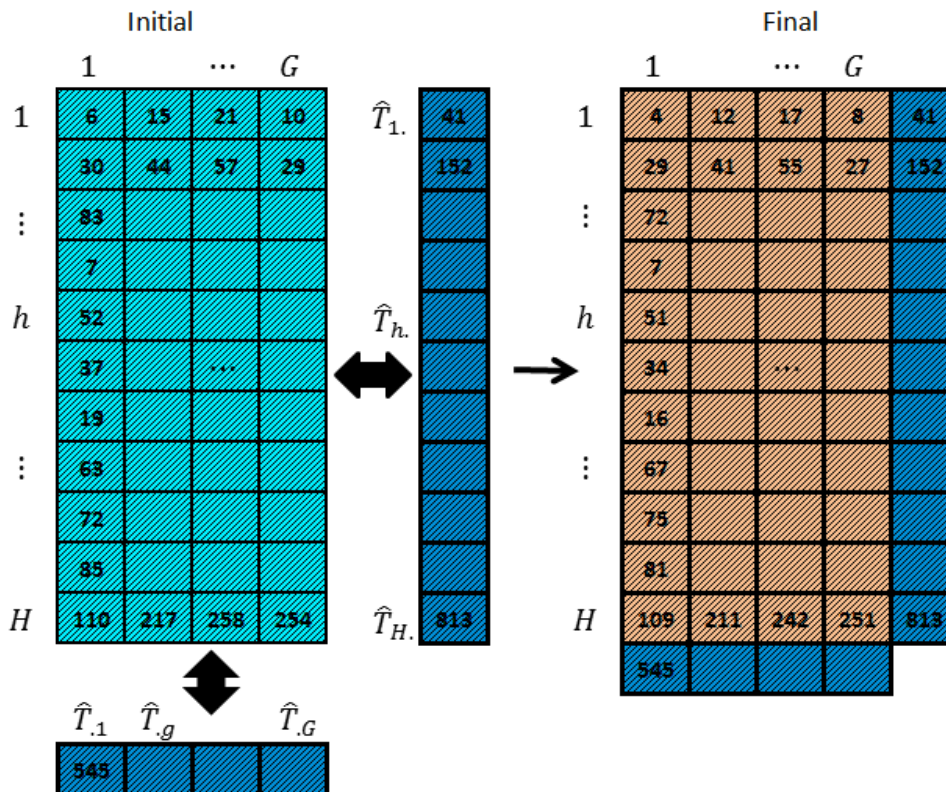 Initial
Final
1 ⋯ G
1 ⋯ G
1 6 15 21 10 T̂1. 41 1 4 12 17 8 41
30 44 57 29 152 29 41 55 27 152
⋮ 83 ⋮ 72
7 7
h 52 T̂h. h 51
37 ⋯ 34 ⋯
19 16
⋮ 63 ⋮ 67
72 75
85 81
H 110 217 258 254 T̂H. 813 H 109 211 242 251 813
545
T̂.1 T̂.g T̂.G
545